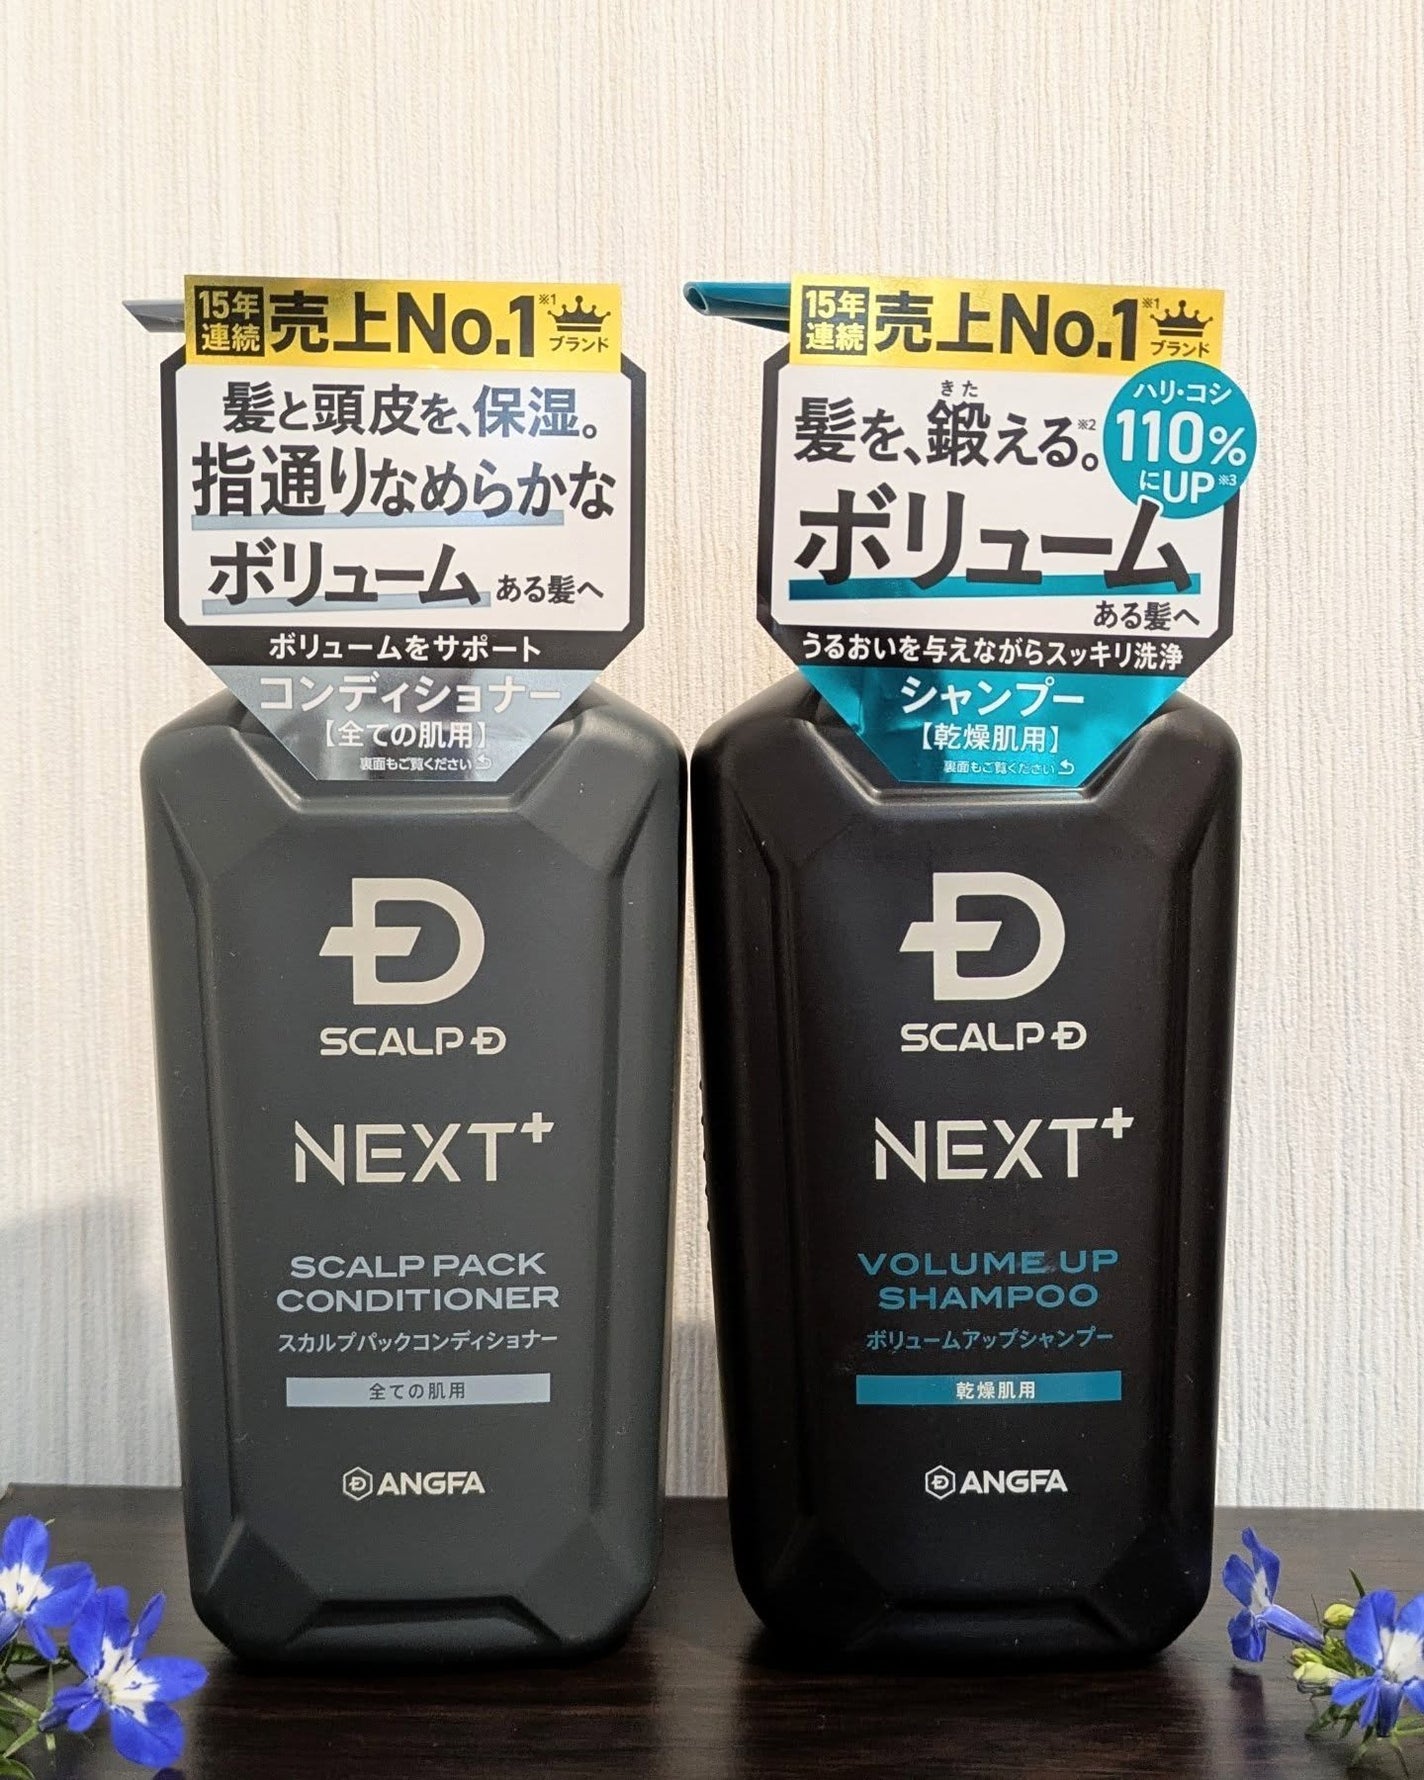 15年
連続
売上No.1※1
ブランド
髪と頭皮を、保湿。
指通りなめらかな
ボリューム ある髪へ
ボリュームをサポート
コンディショナー
【全ての肌用】
裏面もご覧ください
SCALP D
NEXT+
SCALP PACK
CONDITIONER
スカルプパックコンディショナー
全ての肌用
ANGFA
15年
連続
売上No.1※1
ブランド
きた
髪を、鍛える。※2
ハリ・コシ
110%
にUP※3
ボリューム
ある髪へ
うるおいを与えながらスッキリ洗浄
シャンプー
【乾燥肌用】
裏面もご覧ください
SCALP D
NEXT+
VOLUME UP
SHAMPOO
ボリュームアップシャンプー
乾燥肌用
ANGFA